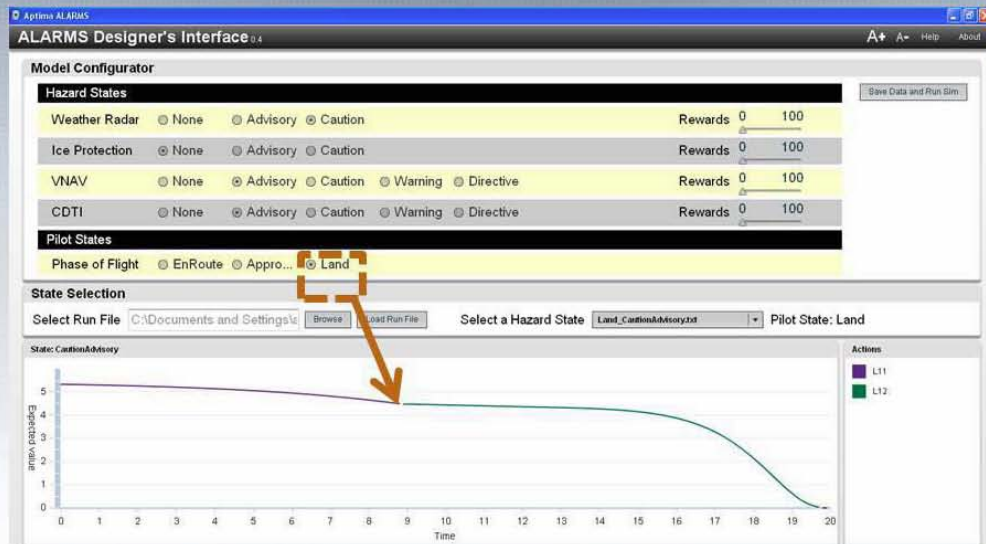 Aptima ALARMS
ALARMS Designer's Interface 0.4 A+ A- Help About
Model Configurator
Hazard States Save Data and Run Sim
Weather Radar None Advisory Caution Rewards 0 100
Ice Protection None Advisory Caution Rewards 0 100
VNAV None Advisory Caution Warning Directive Rewards 0 100
CDTI None Advisory Caution Warning Directive Rewards 0 100
Pilot States
Phase of Flight EnRoute Appro... Land
State Selection
Select Run File C:\Documents and Settings\ Browse Load Run File Select a Hazard State Land_CautionAdvisory.txt Pilot State: Land
State: CautionAdvisory Actions
L11
L12
Expected value
5
4
3
2
1
0
0 1 2 3 4 5 6 7 8 9 10 11 12 13 14 15 16 17 18 19 20
Time